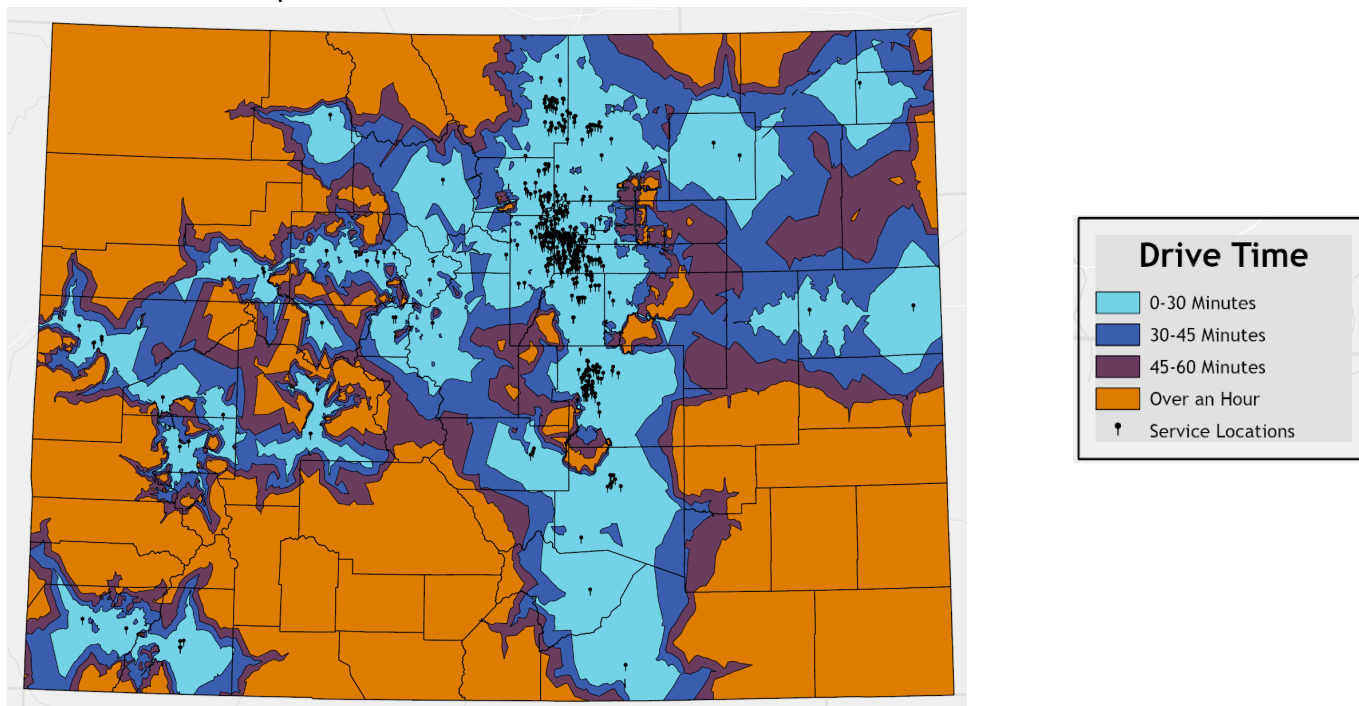 Drive Time
0-30 Minutes
30-45 Minutes
45-60 Minutes
Over an Hour
Service Locations